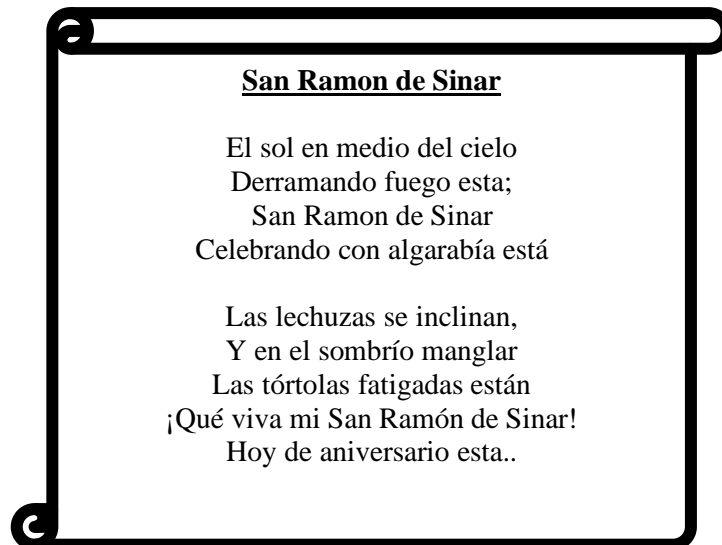 San Ramon de Sinar
El sol en medio del cielo
Derramando fuego esta;
San Ramon de Sinar
Celebrando con algarabía está
Las lechuzas se inclinan,
Y en el sombrío manglar
Las tórtolas fatigadas están
¡Qué viva mi San Ramón de Sinar!
Hoy de aniversario esta..